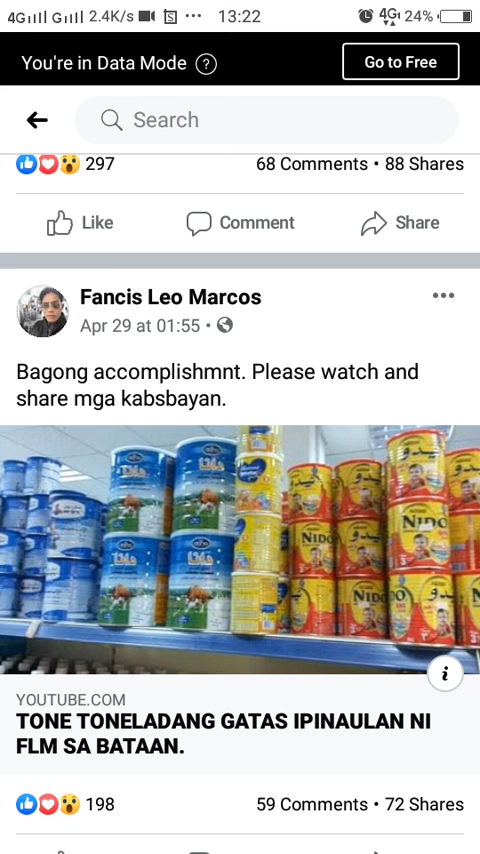 4G G 2.4K/s 13:22 4G 24%
You're in Data Mode ? Go to Free
Search
297 68 Comments • 88 Shares
Like Comment Share
Fancis Leo Marcos
Apr 29 at 01:55 •
Bagong accomplishmnt. Please watch and
share mga kabsbayan.
NIDO
NIDO
NIDO
YOUTUBE.COM
TONE TONELADANG GATAS IPINAULAN NI
FLM SA BATAAN.
198 59 Comments • 72 Shares